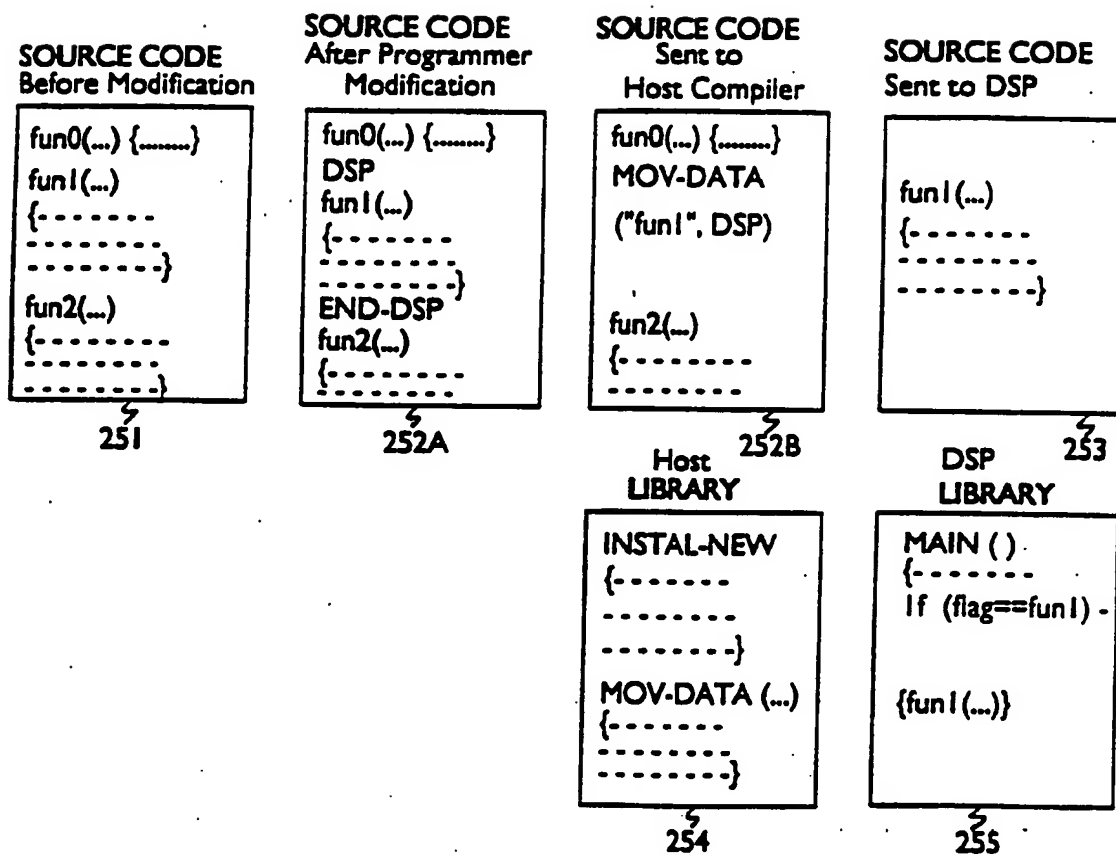 SOURCE CODE
Before Modification
fun0(...) {........}
fun1(...)
{- - - - - - -
- - - - - - - -
- - - - - - - -}
fun2(...)
{- - - - - - - -
- - - - - - - -
- - - - - - - -}
251
SOURCE CODE
After Programmer
Modification
fun0(...) {........}
DSP
fun1(...)
{- - - - - - -
- - - - - - - -
- - - - - - - -}
END-DSP
fun2(...)
{- - - - - - - -
- - - - - - - -
252A
SOURCE CODE
Sent to
Host Compiler
fun0(...) {........}
MOV-DATA
("fun1", DSP)
fun2(...)
{- - - - - - - -
- - - - - - - -
252B
SOURCE CODE
Sent to DSP
fun1(...)
{- - - - - - -
- - - - - - - -
- - - - - - - -}
253
Host
LIBRARY
INSTAL-NEW
{- - - - - - -
- - - - - - - -
- - - - - - - -}
MOV-DATA (...)
{- - - - - - -
- - - - - - - -
- - - - - - - -}
254
DSP
LIBRARY
MAIN ( )
{- - - - - - -
If (flag==fun1) -
{fun1(...)}
255